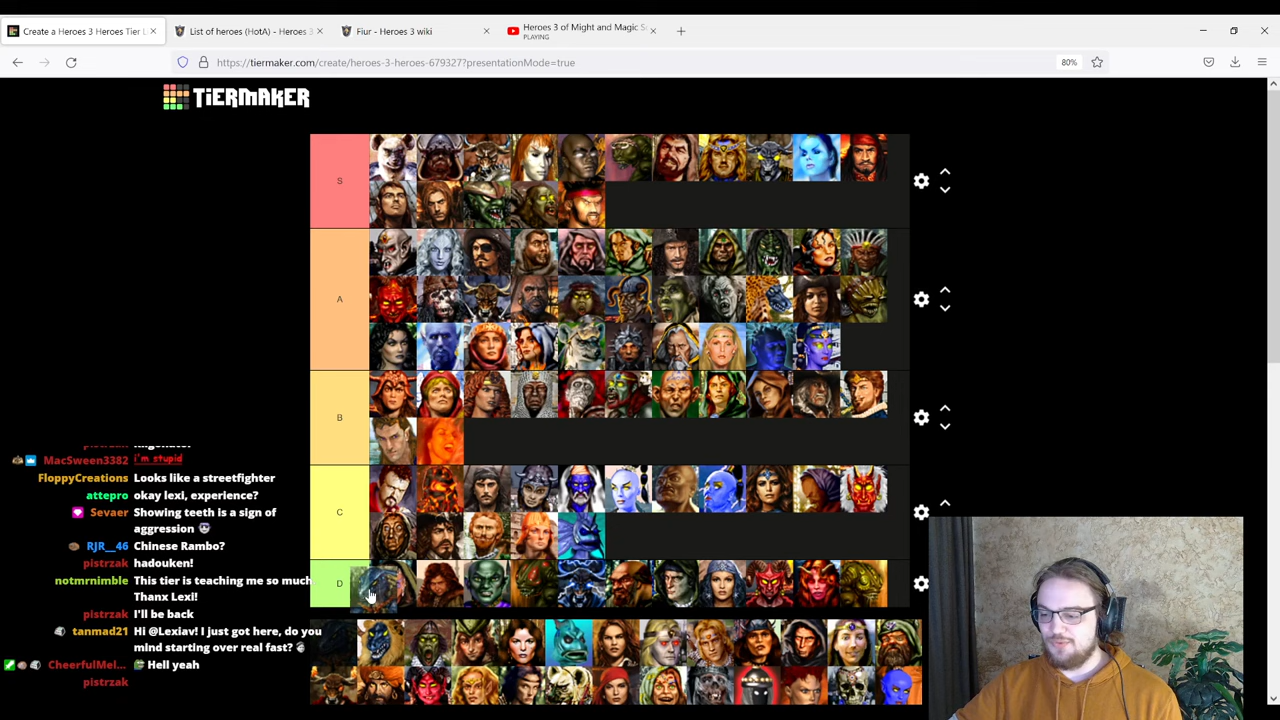 Create a Heroes 3 Heroes Tier L
List of heroes (HotA) - Heroes 3
Fiur - Heroes 3 wiki
Heroes 3 of Might and Magic S
PLAYING
https://tiermaker.com/create/heroes-3-heroes-679327?presentationMode=true
80%
TiERMAKER
S
A
B
C
D
MacSween3382 i'm stupid
FloppyCreations Looks like a streetfighter
attepro okay lexi, experience?
Sevaer Showing teeth is a sign of
aggression
RJR__46 Chinese Rambo?
pistrzak hadouken!
notmrnimble This tier is teaching me so much
Thanx Lexi!
pistrzak I'll be back
tanmad21 Hi @Lexiav! I just got here, do you
mind starting over real fast?
CheerfulMel... Hell yeah
pistrzak